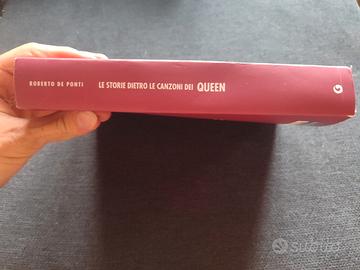 ROBERTO DE PONTI LE STORIE DIETRO LE CANZONI DEI QUEEN
subito